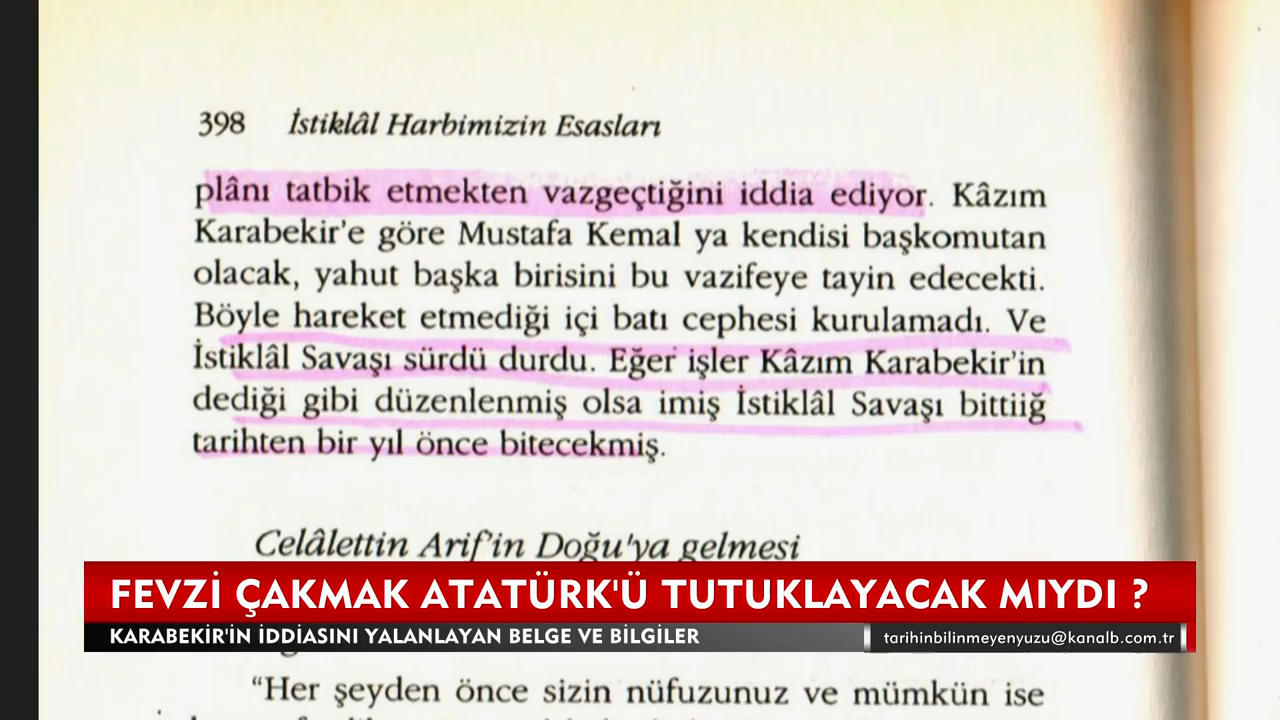 398 İstiklâl Harbimizin Esasları
plânı tatbik etmekten vazgeçtiğini iddia ediyor. Kâzım
Karabekir'e göre Mustafa Kemal ya kendisi başkomutan
olacak, yahut başka birisini bu vazifeye tayin edecekti.
Böyle hareket etmediği içi batı cephesi kurulamadı. Ve
İstiklâl Savaşı sürdü durdu. Eğer işler Kâzım Karabekir'in
dediği gibi düzenlenmiş olsa imiş İstiklâl Savaşı bittiiğ
tarihten bir yıl önce bitecekmiş.
Celâlettin Arif'in Doğu'ya gelmesi
FEVZİ ÇAKMAK ATATÜRK'Ü TUTUKLAYACAK MIYDI ?
KARABEKİR'İN İDDİASINI YALANLAYAN BELGE VE BİLGİLER
tarihinbilinmeyenyuzu@kanalb.com.tr
"Her şeyden önce sizin nüfuzunuz ve mümkün ise